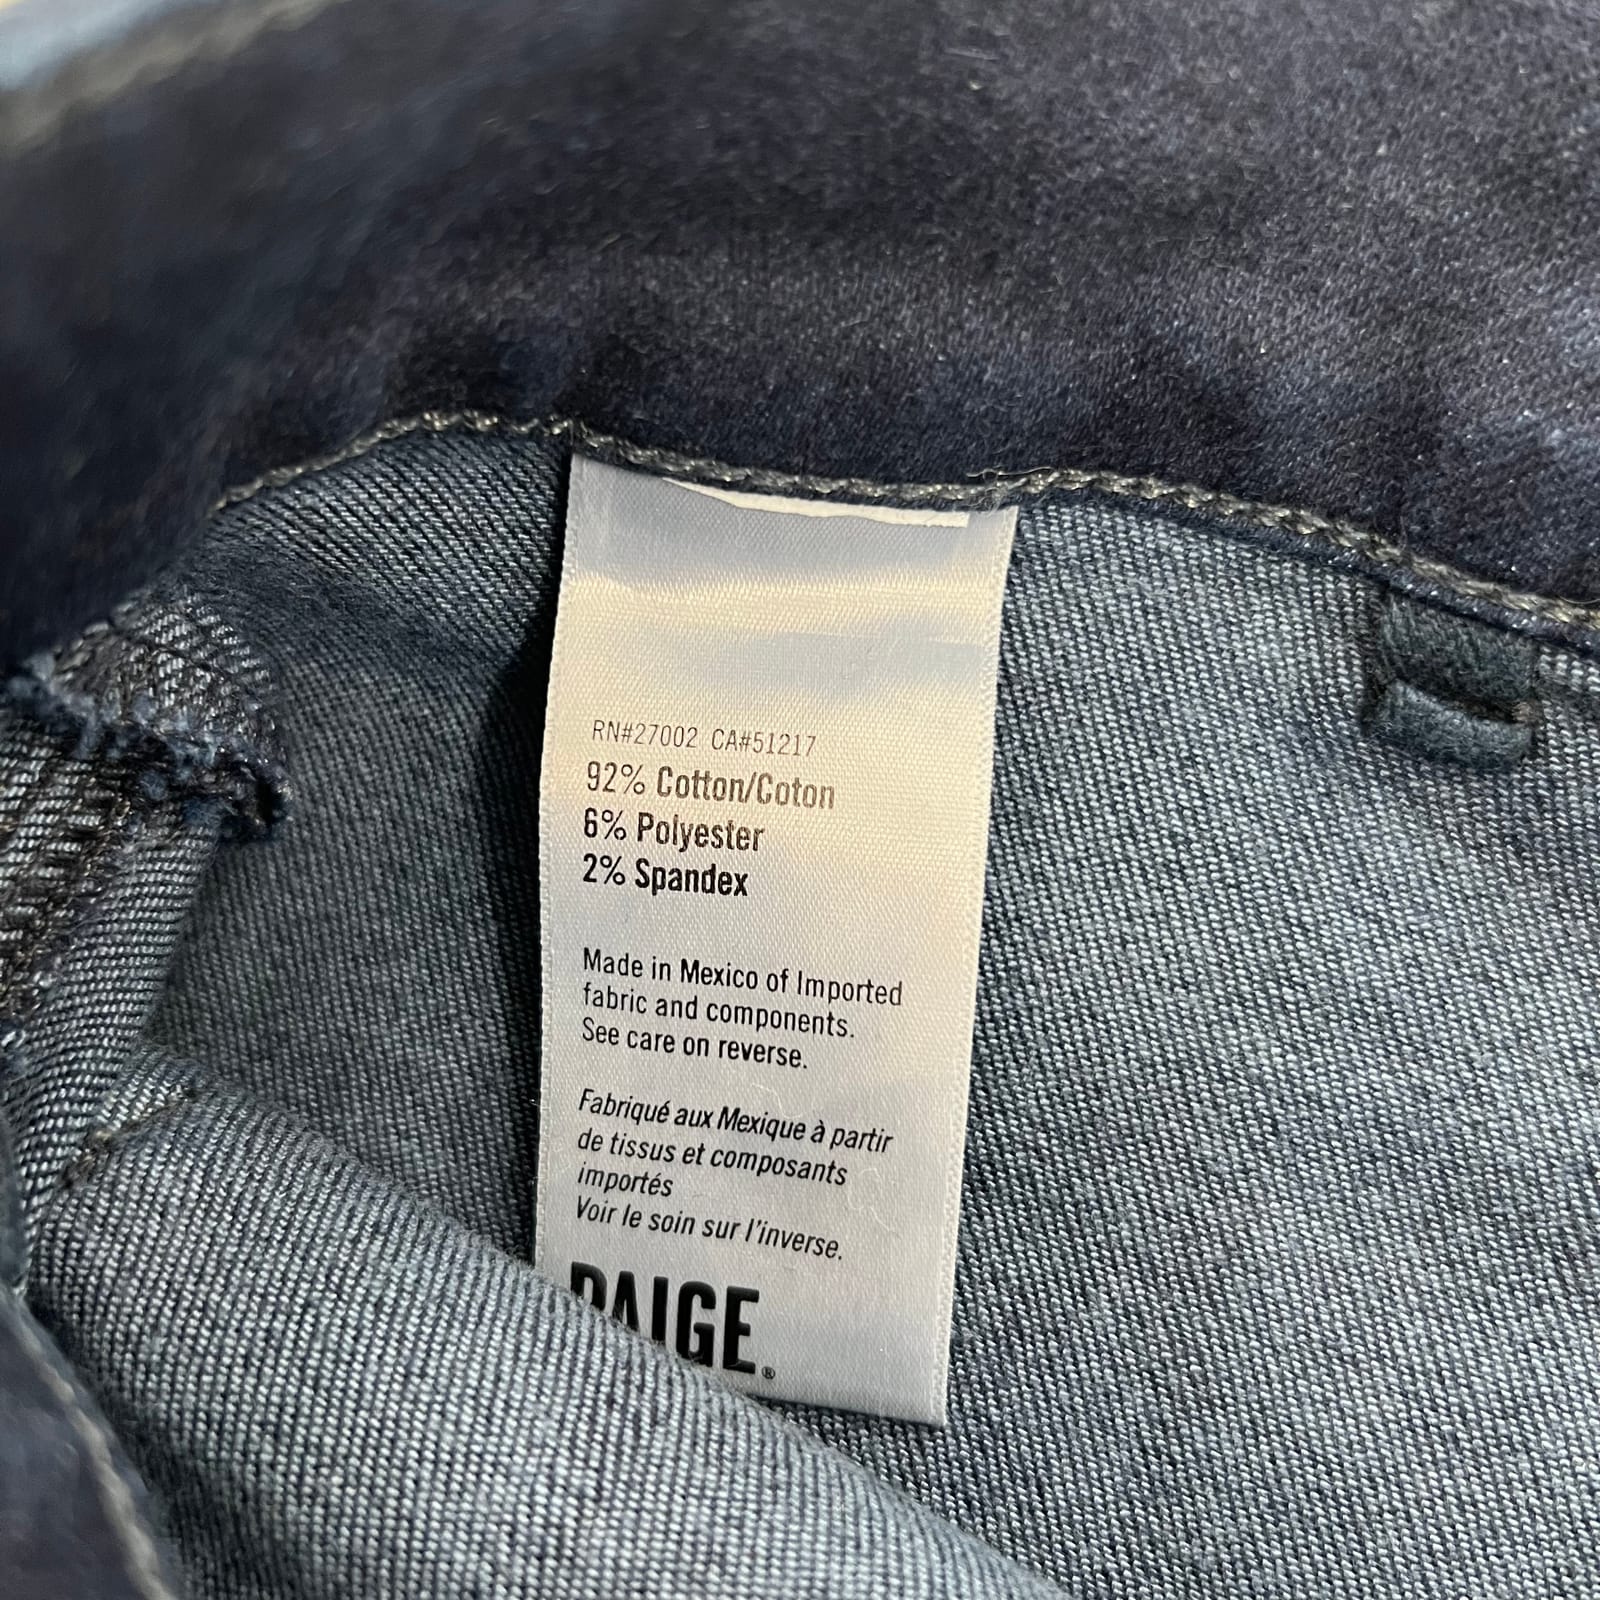 RN#27002 CA#51217
92% Cotton/Coton
6% Polyester
2% Spandex
Made in Mexico of Imported
fabric and components.
See care on reverse.
Fabriqué aux Mexique à partir
de tissus et composants
importés
Voir le soin sur l'inverse.
PAIGE®